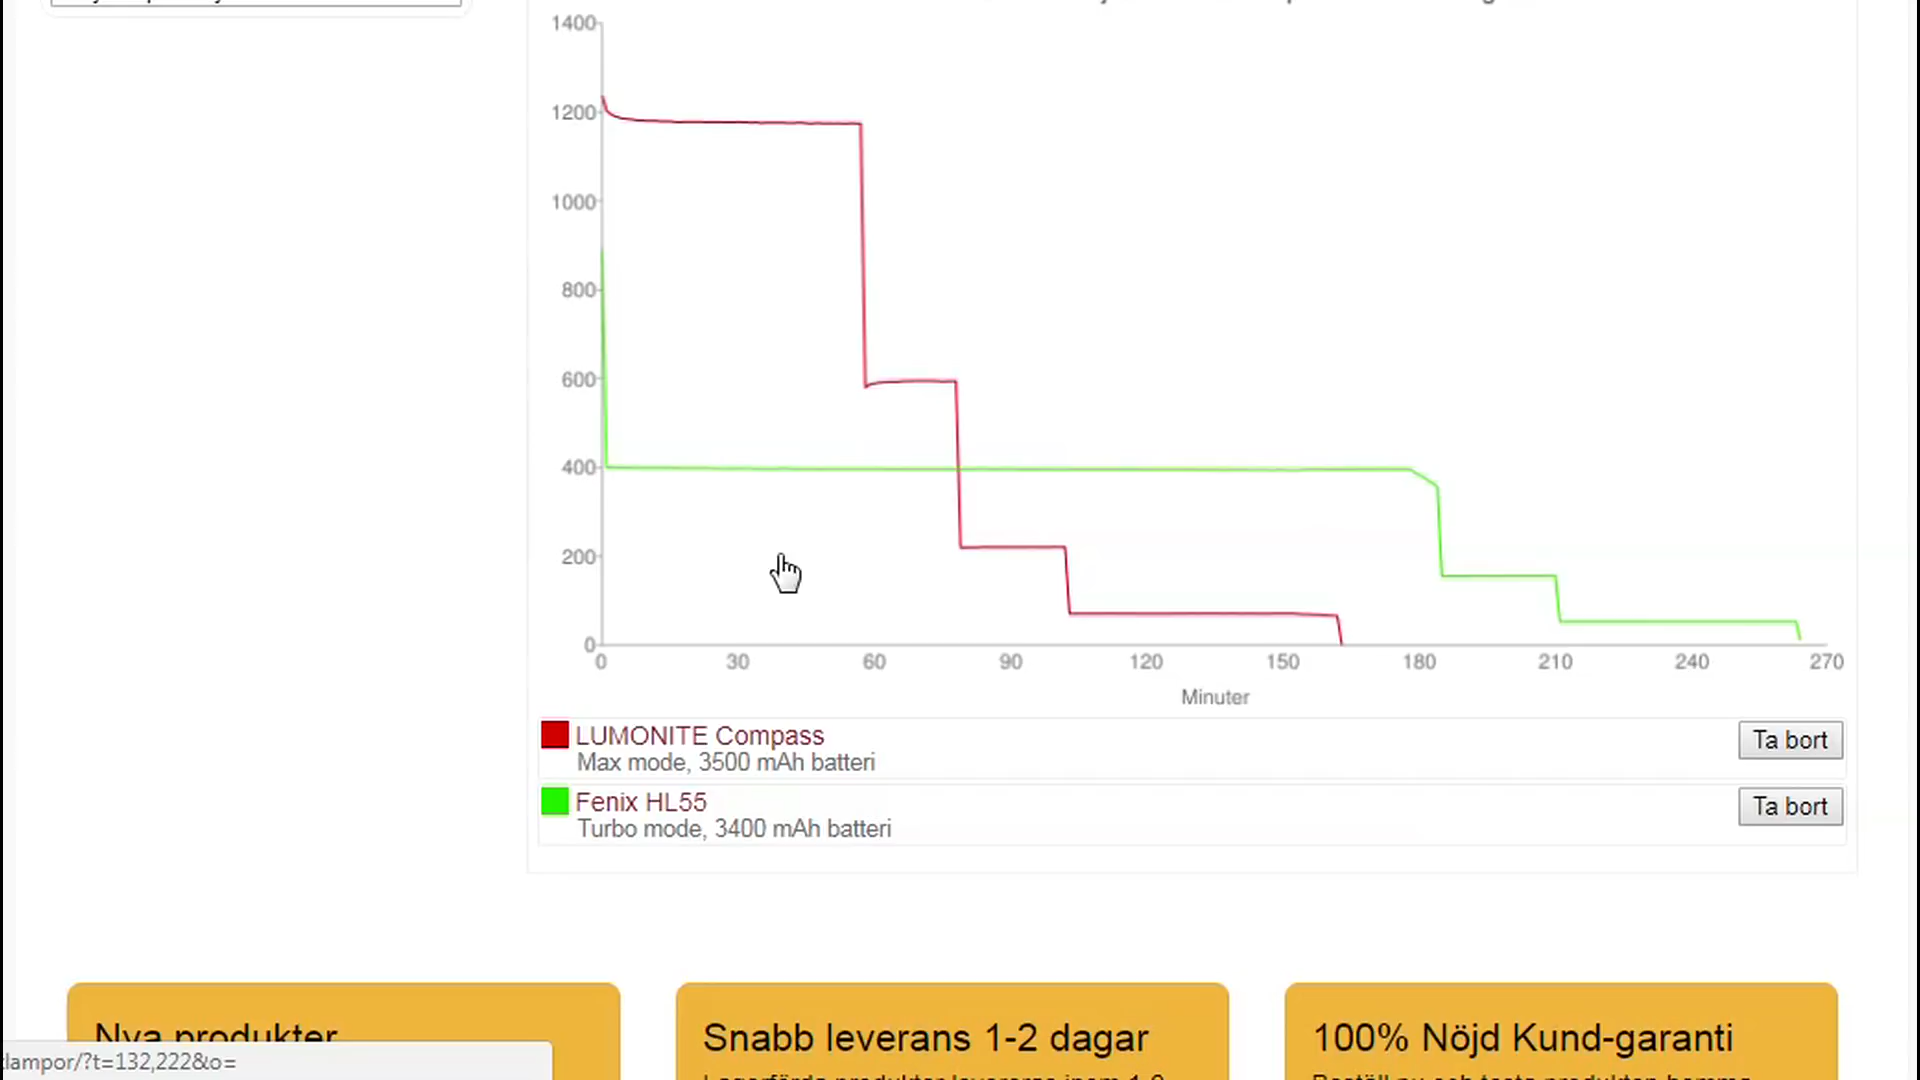 1400
1200
1000
800
600
400
200
0
0 30 60 90 120 150 180 210 240 270
Minuter
LUMONITE Compass
Ta bort
Max mode, 3500 mAh batteri
Fenix HL55
Ta bort
Turbo mode, 3400 mAh batteri
Nya produkter
Snabb leverans 1-2 dagar
100% Nöjd Kund-garanti
lampor/?t=132,222&o=